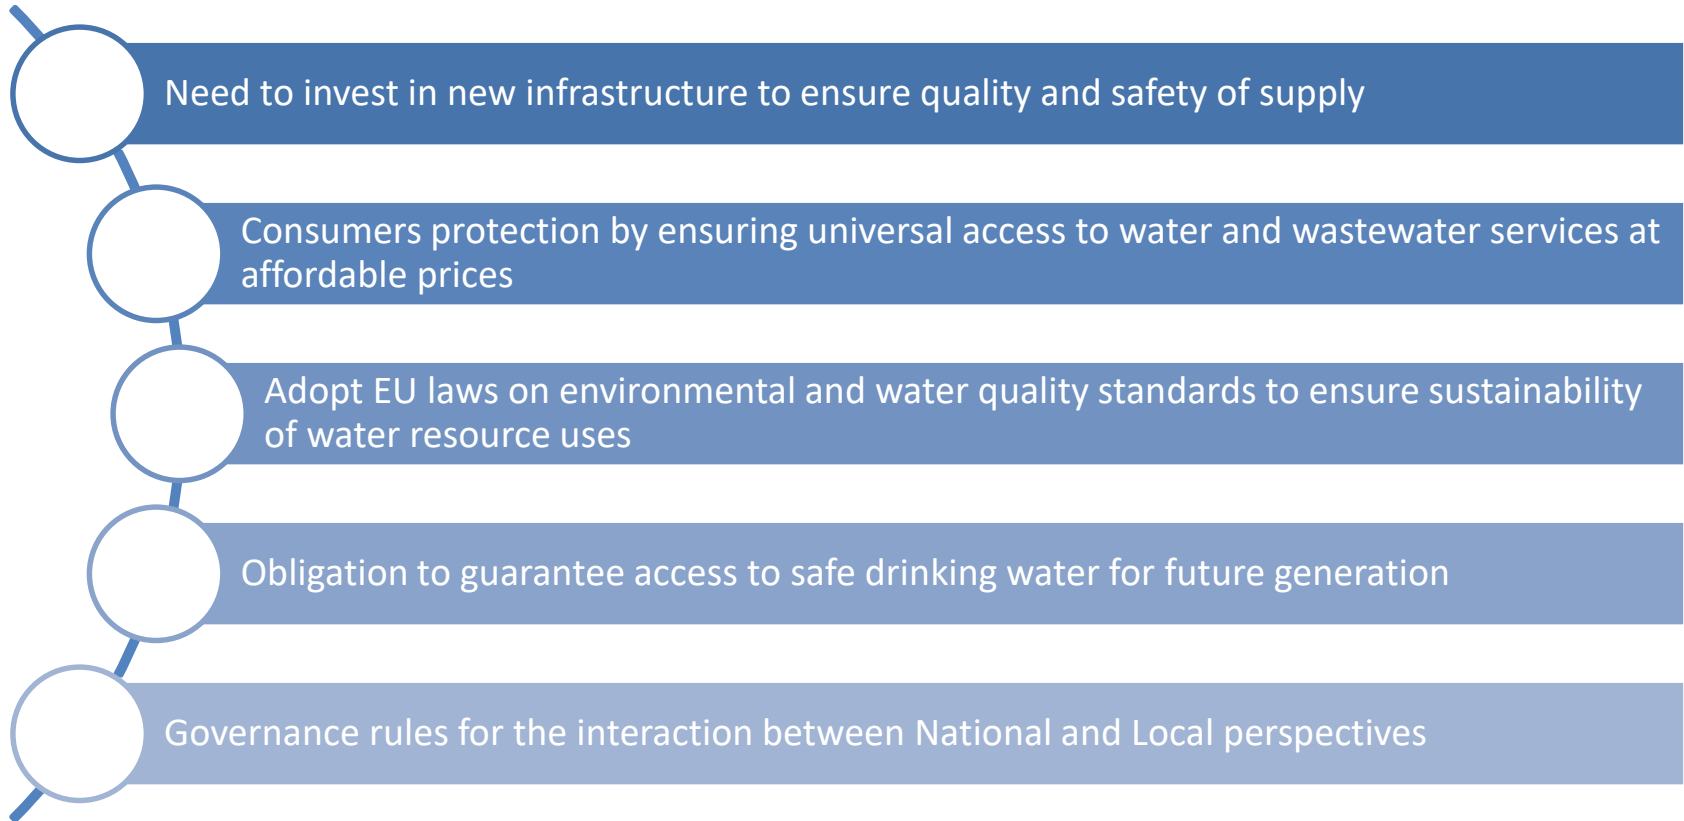 Need to invest in new infrastructure to ensure quality and safety of supply
Consumers protection by ensuring universal access to water and wastewater services at
affordable prices
Adopt EU laws on environmental and water quality standards to ensure sustainability
of water resource uses
Obligation to guarantee access to safe drinking water for future generation
Governance rules for the interaction between National and Local perspectives